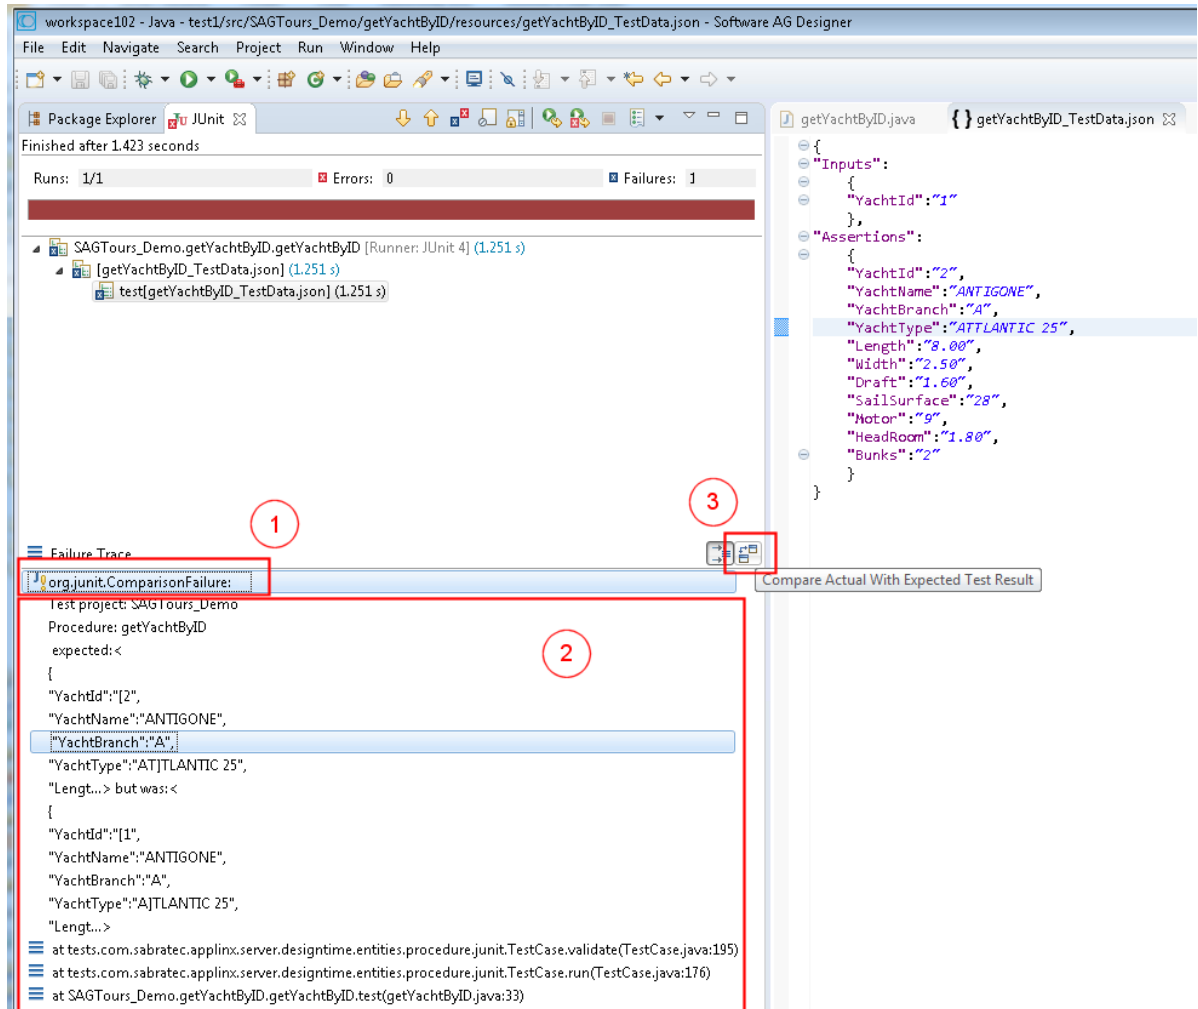 workspace102 - Java - test1/src/SAGTours_Demo/getYachtByID/resources/getYachtByID_TestData.json - Software AG Designer
File Edit Navigate Search Project Run Window Help
Package Explorer JUnit
Finished after 1.423 seconds
Runs: 1/1 Errors: 0 Failures: 1
SAGTours_Demo.getYachtByID.getYachtByID [Runner: JUnit 4] (1.251 s)
[getYachtByID_TestData.json] (1.251 s)
test[getYachtByID_TestData.json] (1.251 s)
1
3
Failure Trace
org.junit.ComparisonFailure:
Test project: SAGTours_Demo
Procedure: getYachtByID
expected:<
2
{
"YachtId":"[2",
"YachtName":"ANTIGONE",
"YachtBranch":"A",
"YachtType":"AT]TLANTIC 25",
"Lengt...> but was:<
{
"YachtId":"[1",
"YachtName":"ANTIGONE",
"YachtBranch":"A",
"YachtType":"A]TLANTIC 25",
"Lengt...>
at tests.com.sabratec.applinx.server.designtime.entities.procedure.junit.TestCase.validate(TestCase.java:195)
at tests.com.sabratec.applinx.server.designtime.entities.procedure.junit.TestCase.run(TestCase.java:176)
at SAGTours_Demo.getYachtByID.getYachtByID.test(getYachtByID.java:33)
getYachtByID.java { } getYachtByID_TestData.json
{
"Inputs":
{
"YachtId":"1"
},
"Assertions":
{
"YachtId":"2",
"YachtName":"ANTIGONE",
"YachtBranch":"A",
"YachtType":"ATTLANTIC 25",
"Length":"8.00",
"Width":"2.50",
"Draft":"1.60",
"SailSurface":"28",
"Motor":"9",
"HeadRoom":"1.80",
"Bunks":"2"
}
}
Compare Actual With Expected Test Result